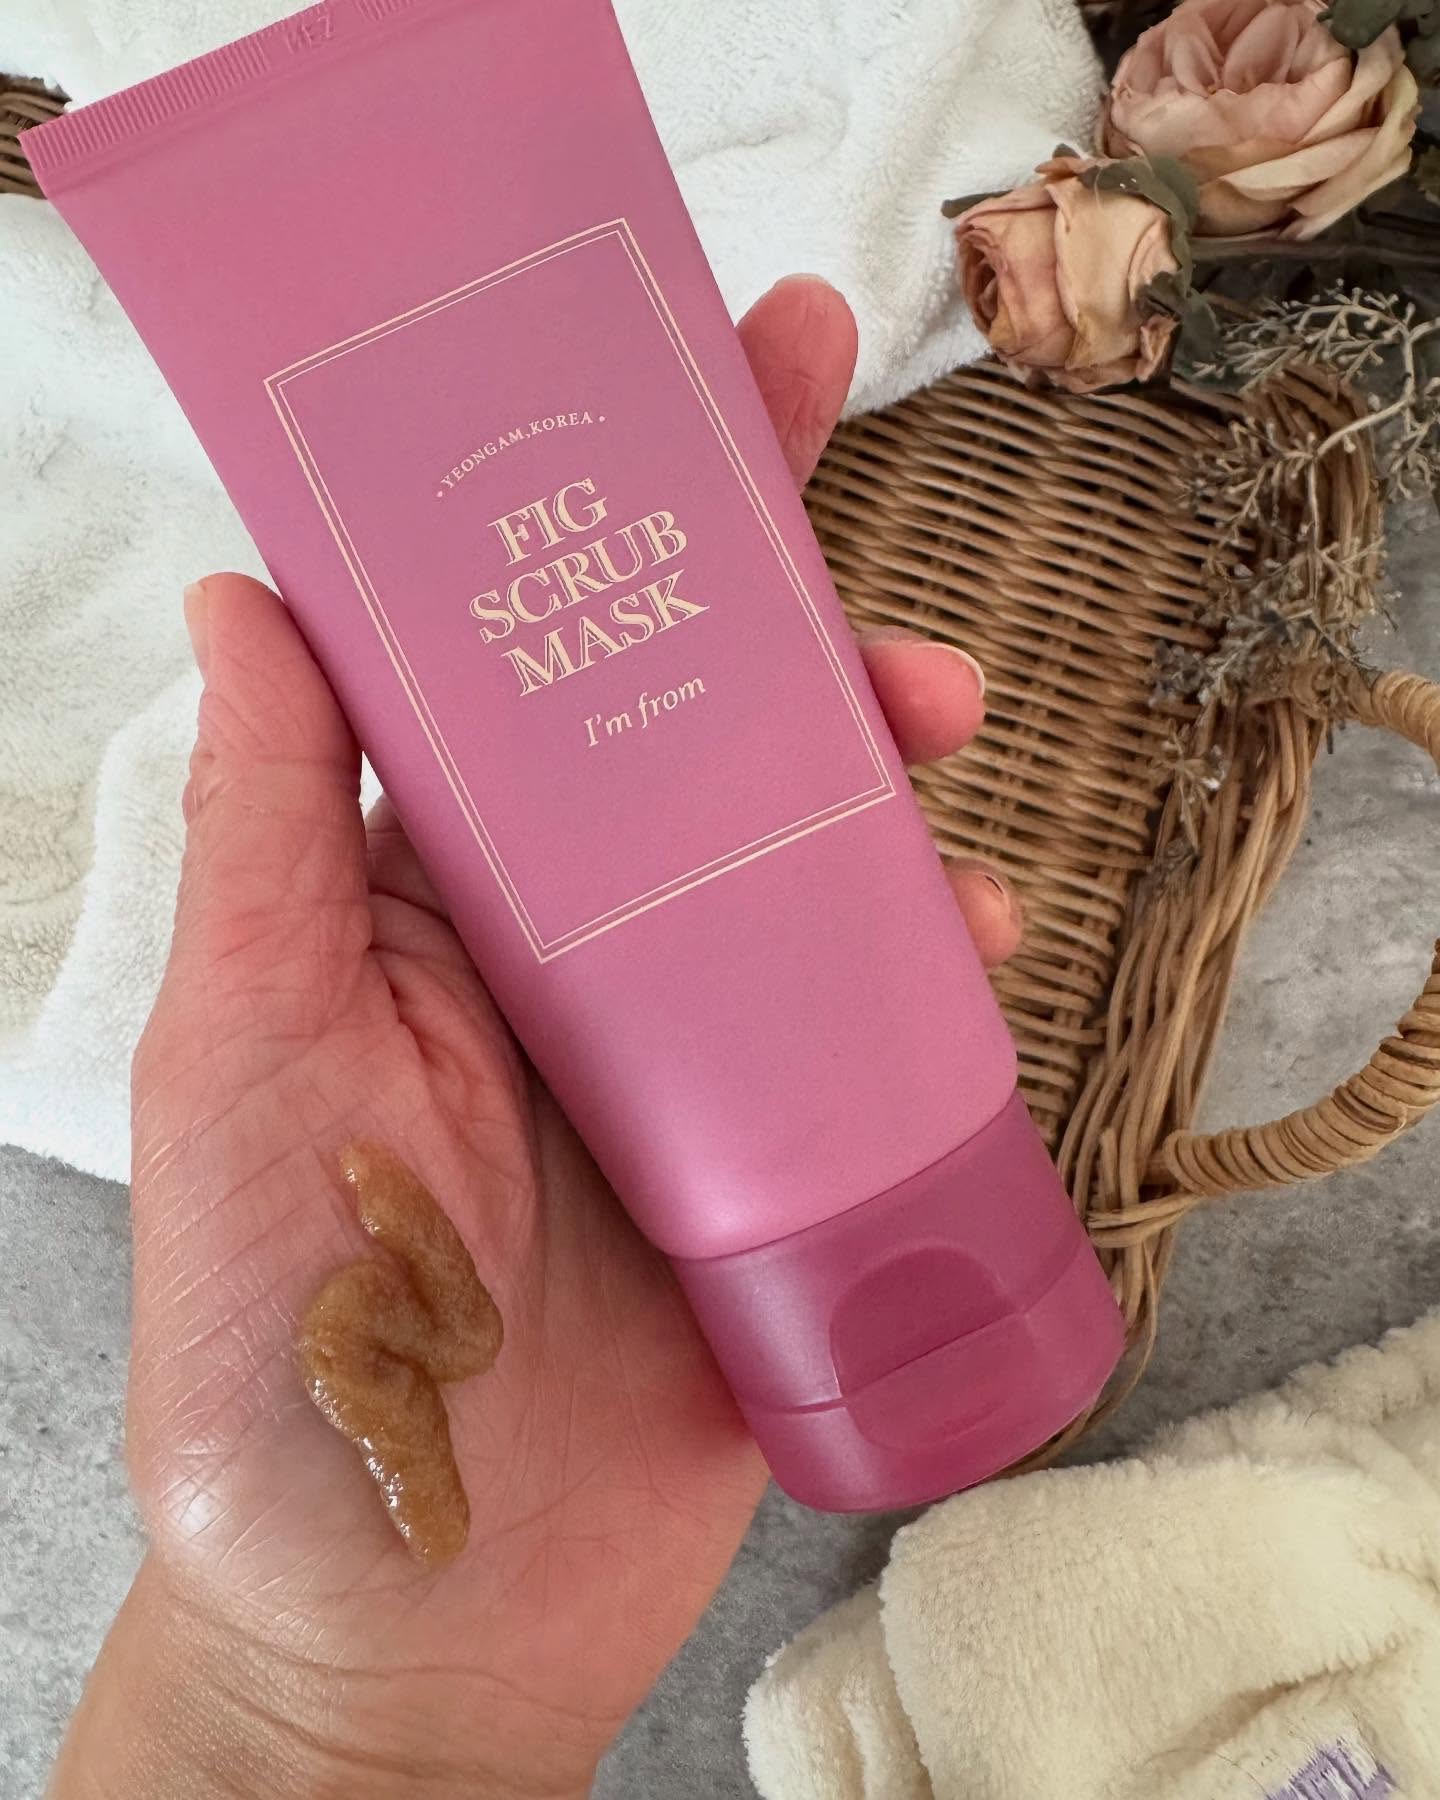 • YEONGAM,KOREA •
FIG
SCRUB
MASK
I'm from